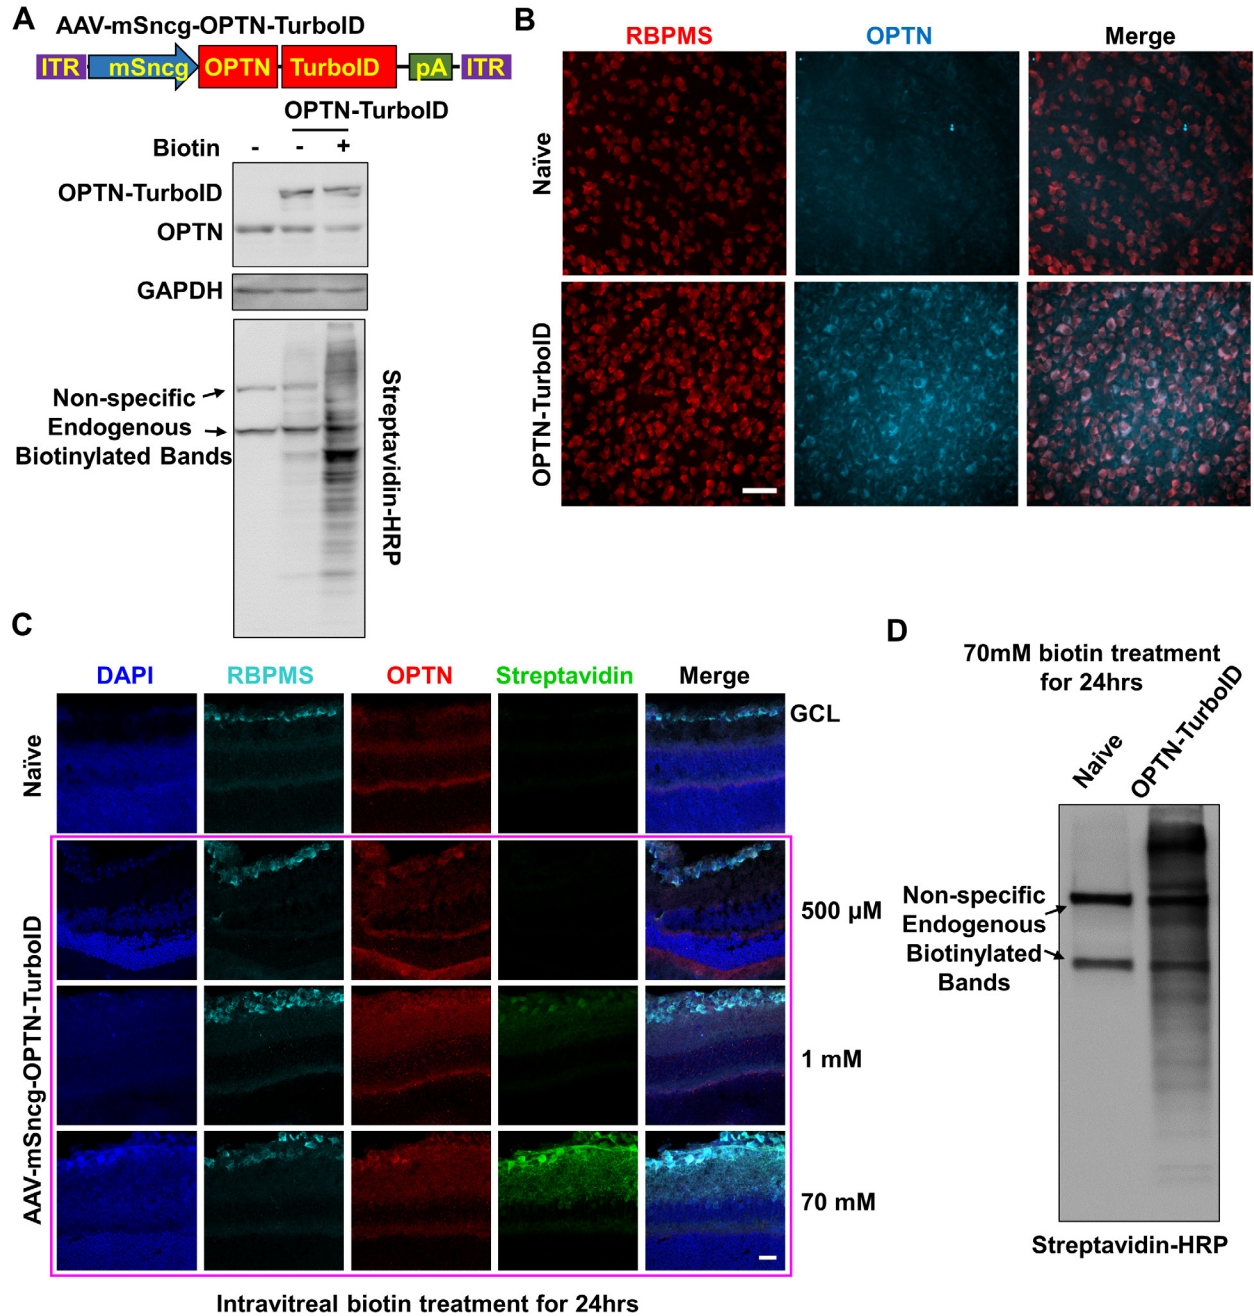 A
AAV-mSncg-OPTN-TurboID
ITR mSncg OPTN TurboID pA ITR
OPTN-TurboID
Biotin - - +
OPTN-TurboID
OPTN
GAPDH
Non-specific
Endogenous
Biotinylated Bands
Streptavidin-HRP
B
RBPMS OPTN Merge
Naïve
OPTN-TurboID
C
DAPI RBPMS OPTN Streptavidin Merge
Naïve
GCL
AAV-mSncg-OPTN-TurboID
500 µM
1 mM
70 mM
Intravitreal biotin treatment for 24hrs
D
70mM biotin treatment
for 24hrs
Naive
OPTN-TurboID
Non-specific
Endogenous
Biotinylated
Bands
Streptavidin-HRP